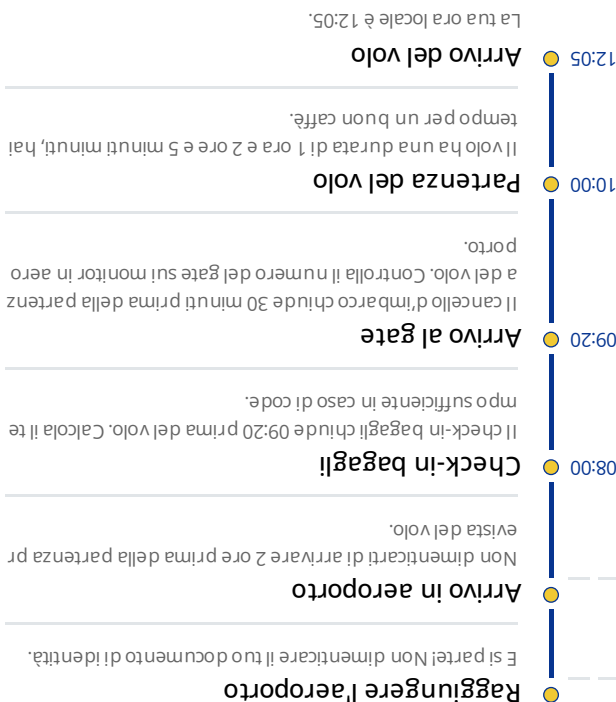 Raggiungere l'aeroporto
E si parte! Non dimenticare il tuo documento di identità.
Arrivo in aeroporto
Non dimenticarti di arrivare 2 ore prima della partenza pr
evista del volo.
08:00
Check-in bagagli
Il check-in bagagli chiude 09:20 prima del volo. Calcola il te
mpo sufficiente in caso di code.
09:20
Arrivo al gate
Il cancello d'imbarco chiude 30 minuti prima della partenz
a del volo. Controlla il numero del gate sui monitor in aero
porto.
10:00
Partenza del volo
Il volo ha una durata di 1 ora e 2 ore e 5 minuti minuti, hai
tempo per un buon caffè.
12:05
Arrivo del volo
La tua ora locale è 12:05.